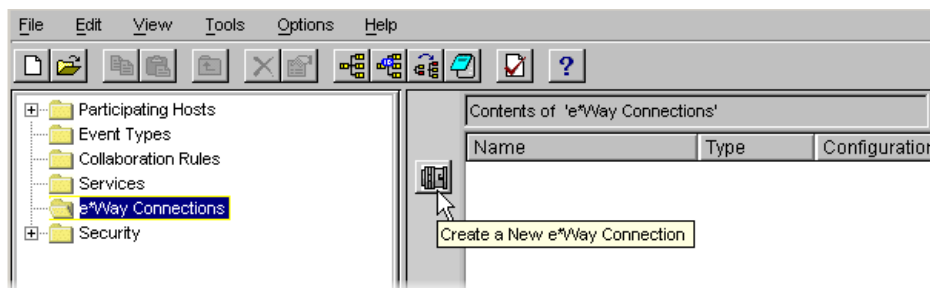 File Edit View Tools Options Help
?
Participating Hosts
Event Types
Collaboration Rules
Services
e*Way Connections
Security
Contents of 'e*Way Connections'
Name Type Configuration
Create a New e*Way Connection